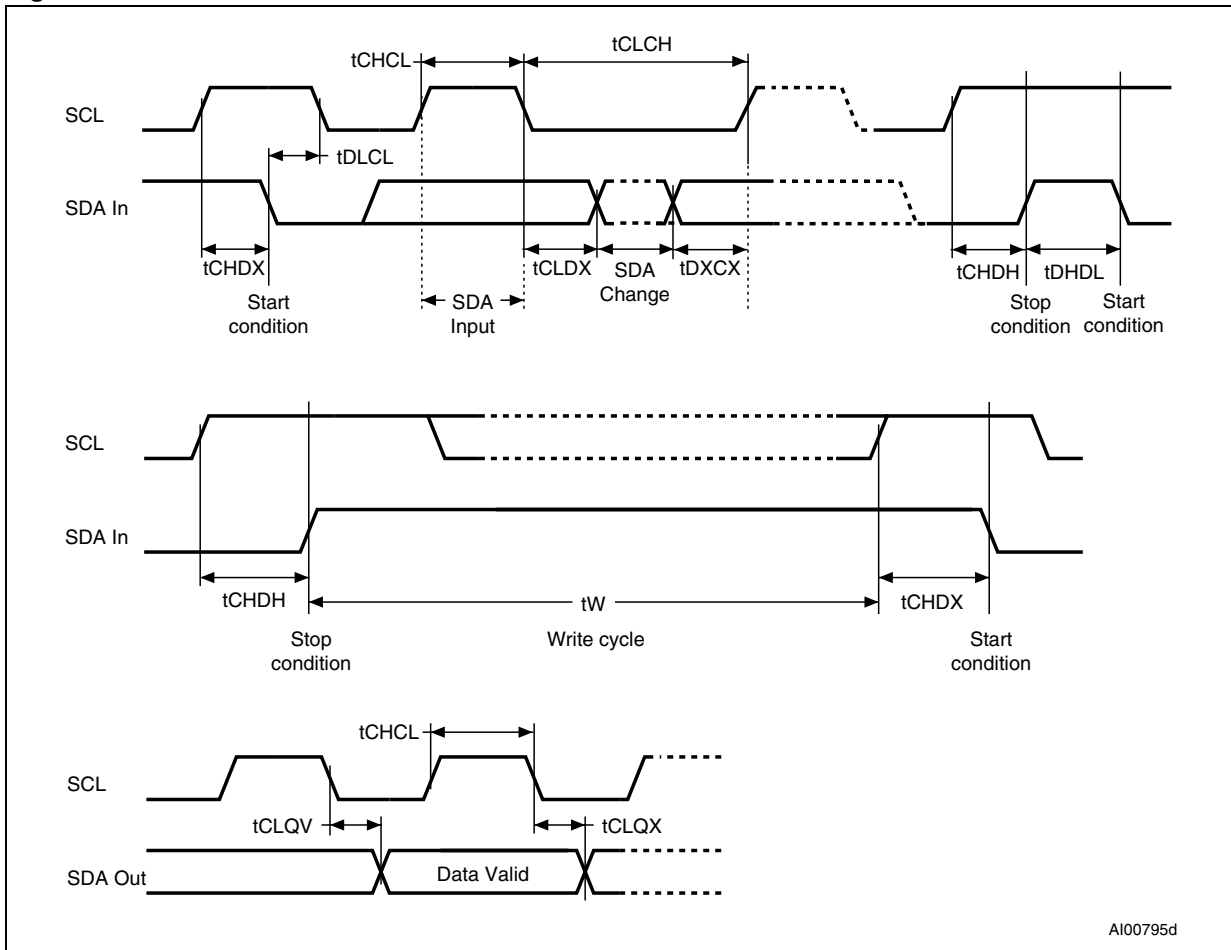 tCHCL
tCLCH
SCL
tDLCL
SDA In
tCHDX
tCLDX
SDA
Change
tDXCX
tCHDH
tDHDL
Start
condition
SDA
Input
Stop
condition
Start
condition
SCL
SDA In
tCHDH
tW
tCHDX
Stop
condition
Write cycle
Start
condition
tCHCL
SCL
tCLQV
tCLQX
SDA Out
Data Valid
AI00795d